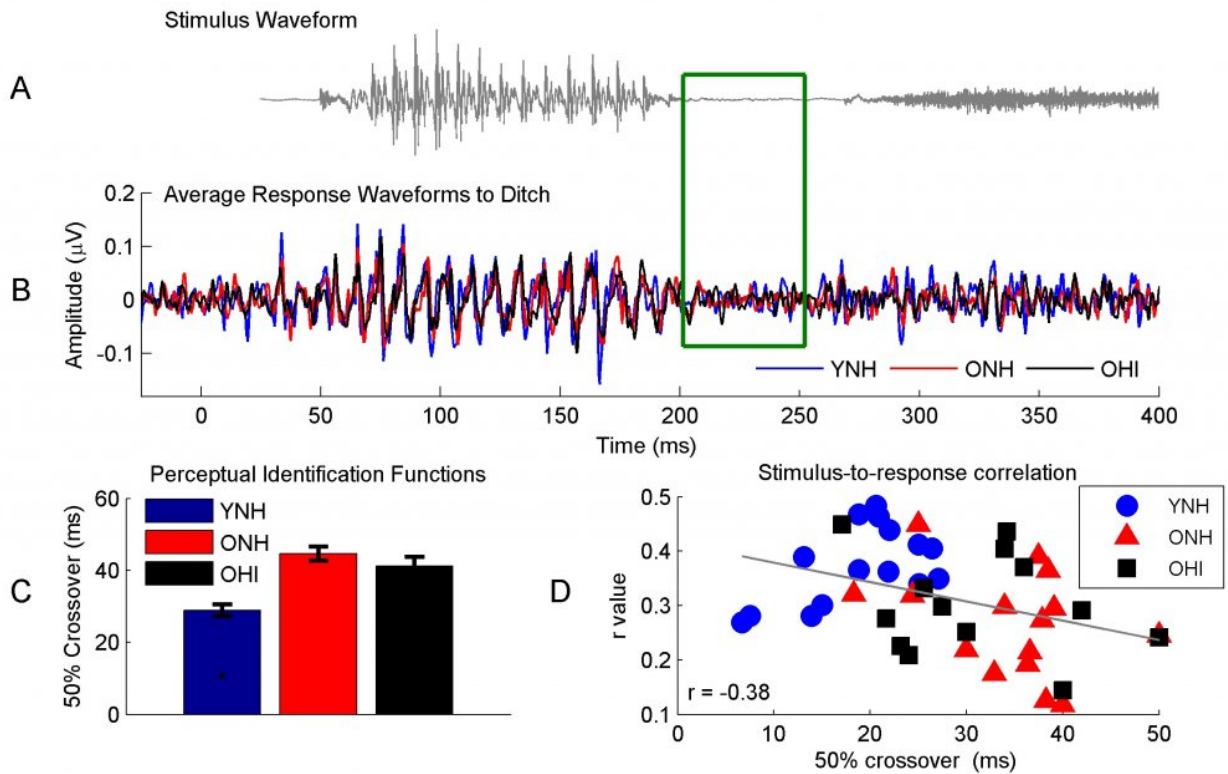 Stimulus Waveform
A
Average Response Waveforms to Ditch
B
Amplitude (μV)
0.2
0.1
0
-0.1
YNH ONH OHI
0 50 100 150 200 250 300 350 400
Time (ms)
Perceptual Identification Functions
C
50% Crossover (ms)
60
40
20
0
YNH
ONH
OHI
Stimulus-to-response correlation
D
r value
0.5
0.4
0.3
0.2
0.1
YNH
ONH
OHI
r = -0.38
0 10 20 30 40 50
50% crossover (ms)